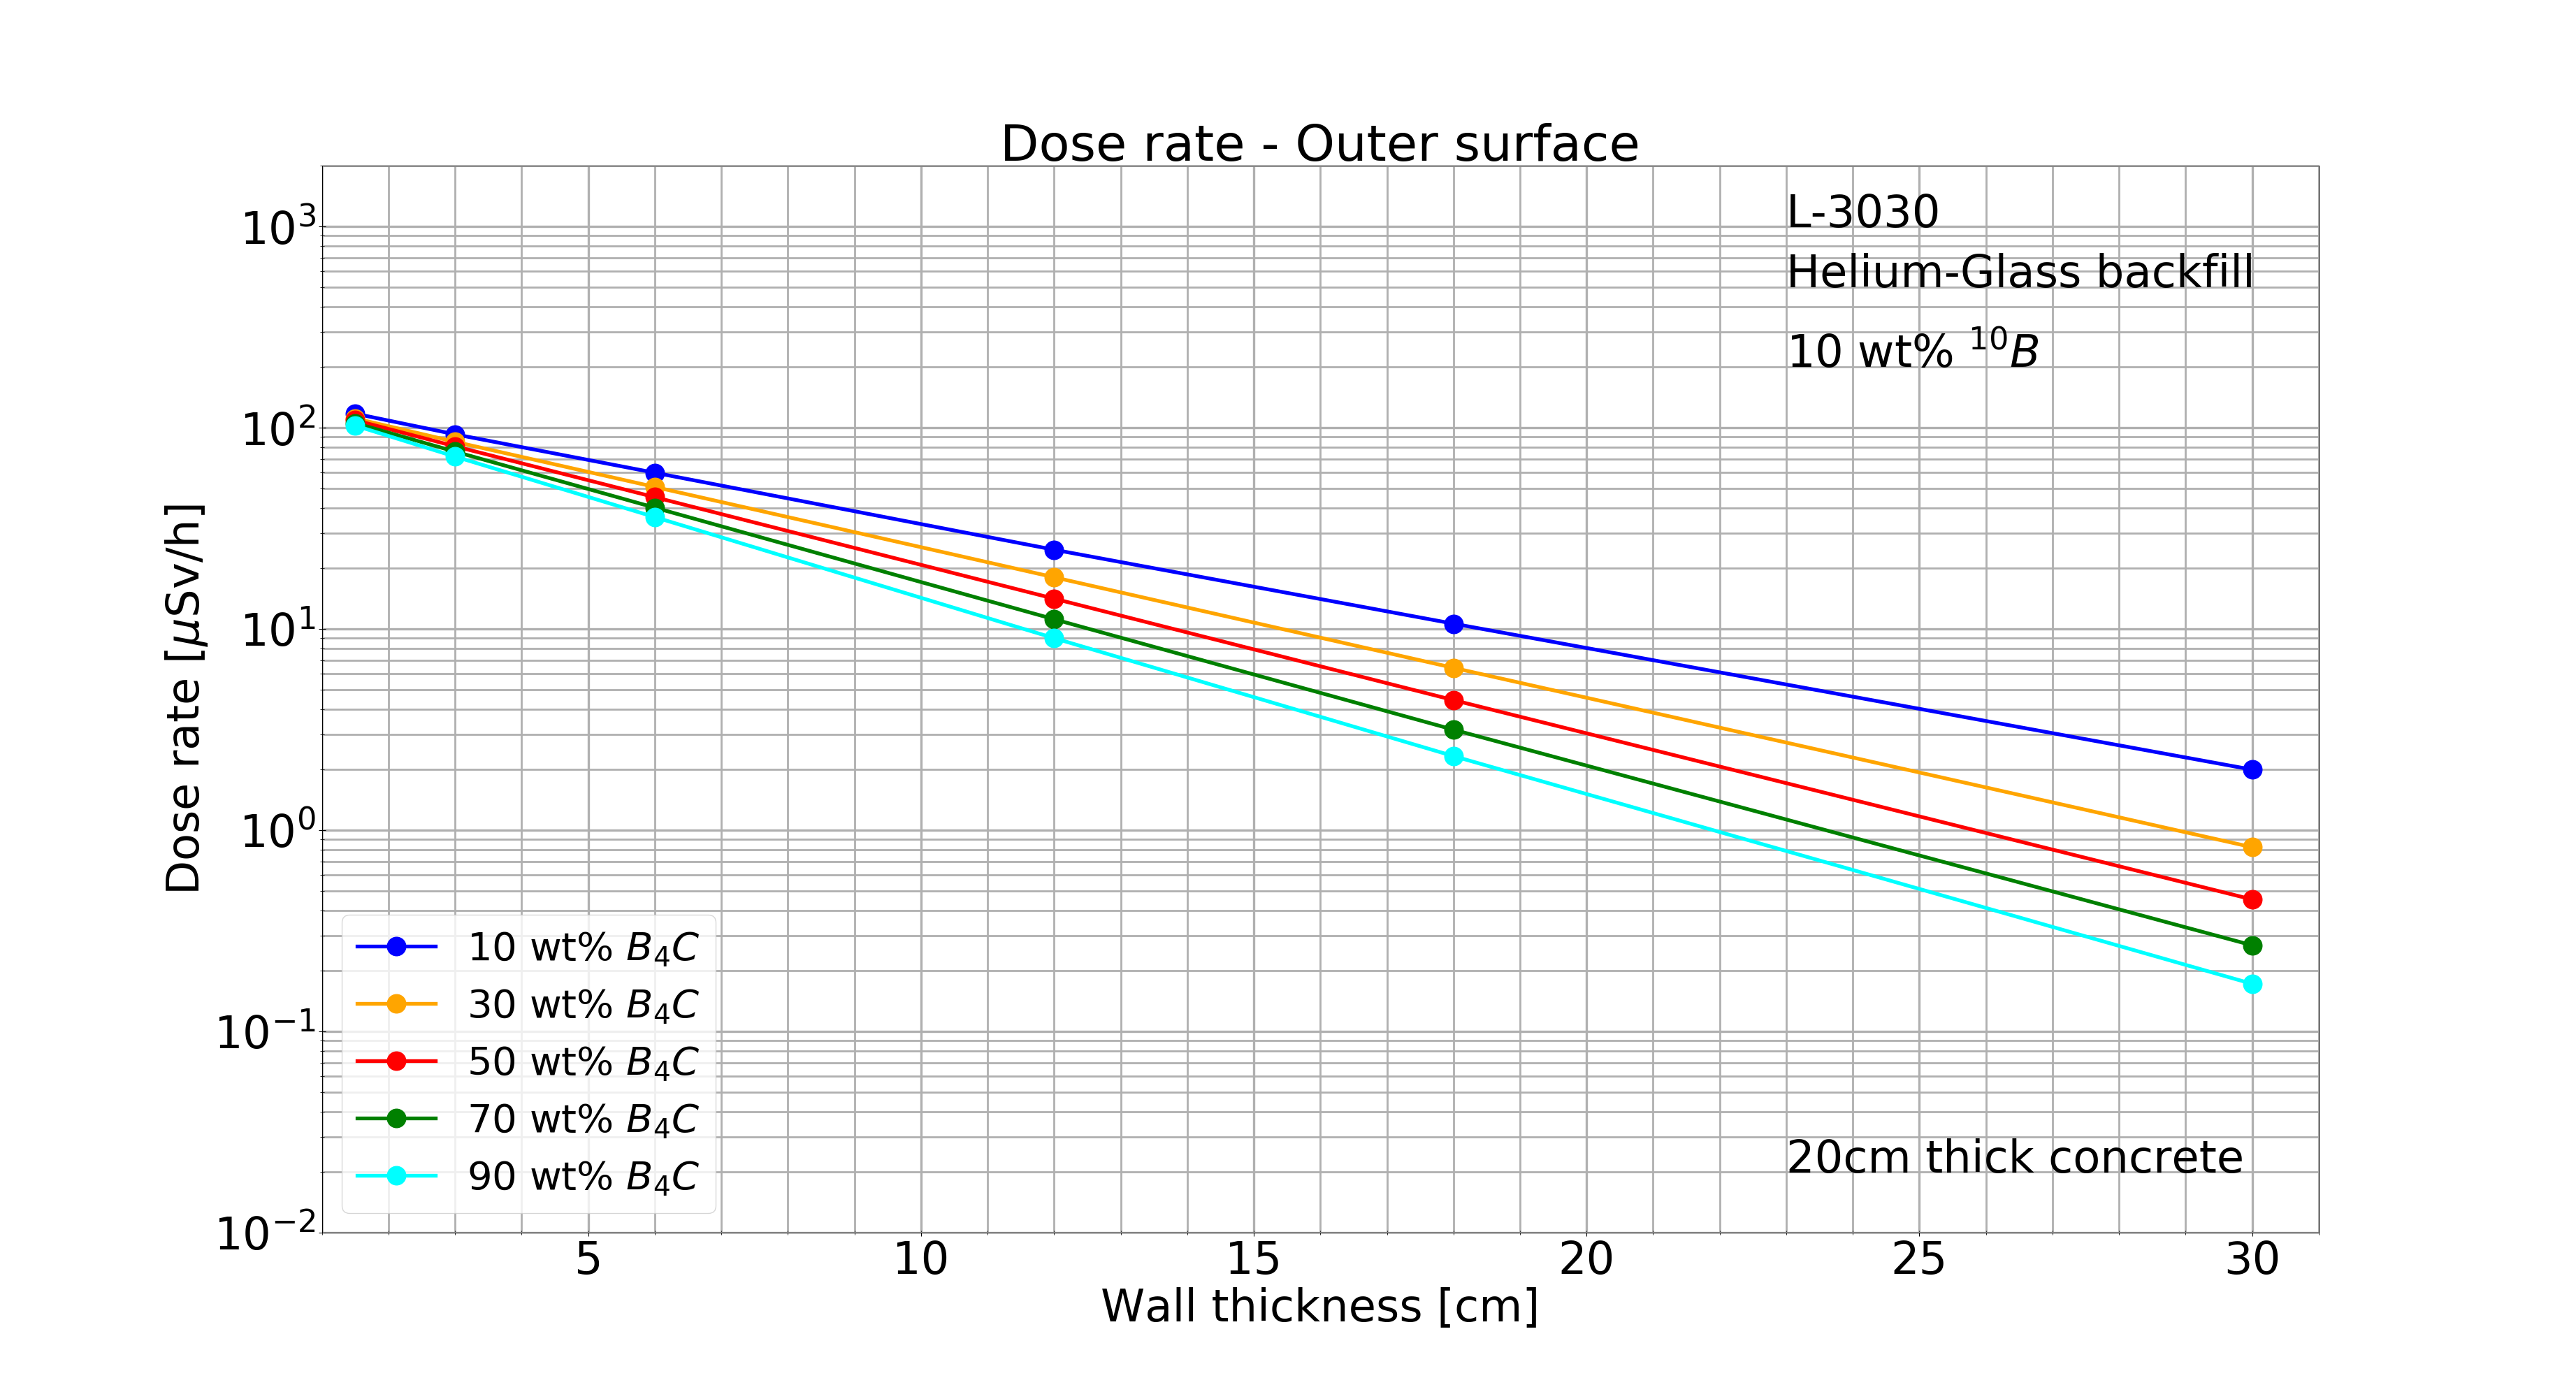 Dose rate - Outer surface
L-3030
Helium-Glass backfill
10 wt% ¹⁰B
10³
10²
10¹
10⁰
10⁻¹
10⁻²
Dose rate [μSv/h]
10 wt% B₄C
30 wt% B₄C
50 wt% B₄C
70 wt% B₄C
90 wt% B₄C
20cm thick concrete
5 10 15 20 25 30
Wall thickness [cm]